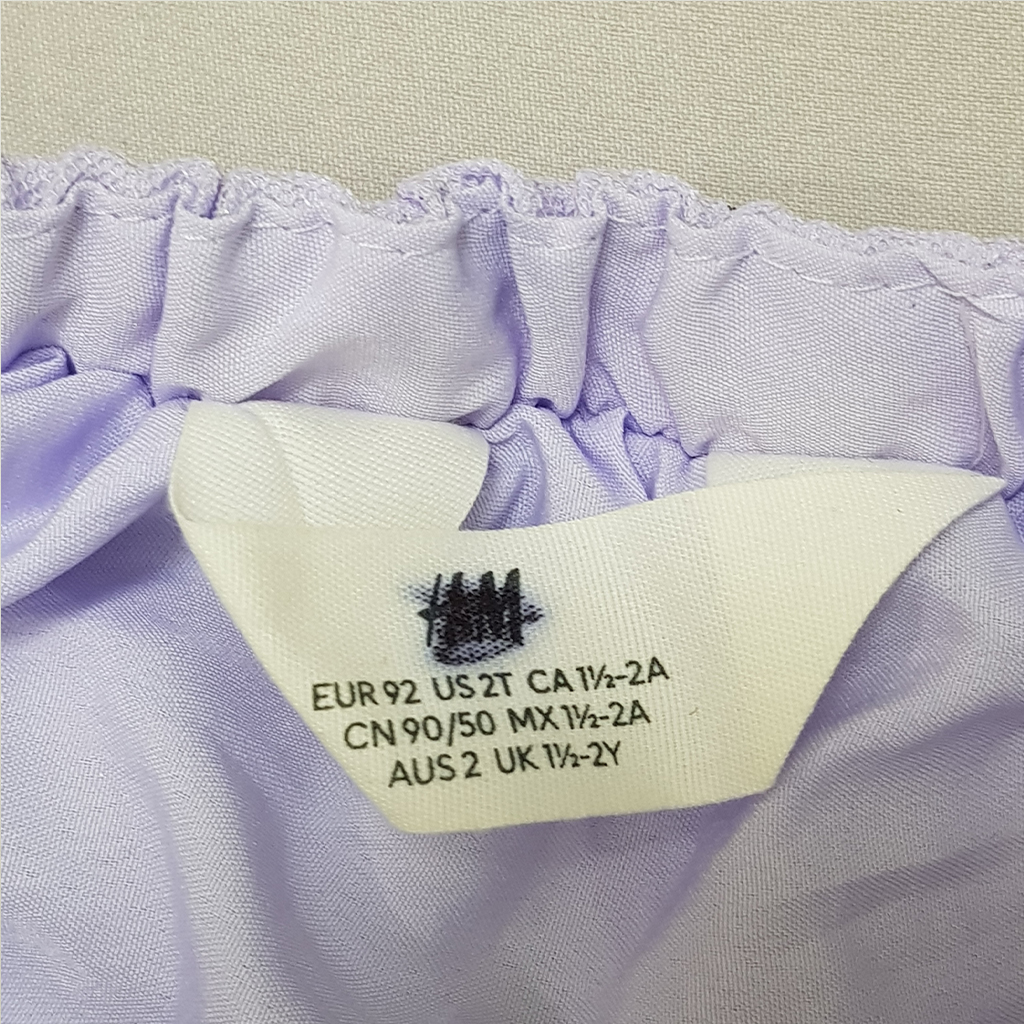 EUR 92 US 2T CA 1½-2A
CN 90/50 MX 1½-2A
AUS 2 UK 1½-2Y